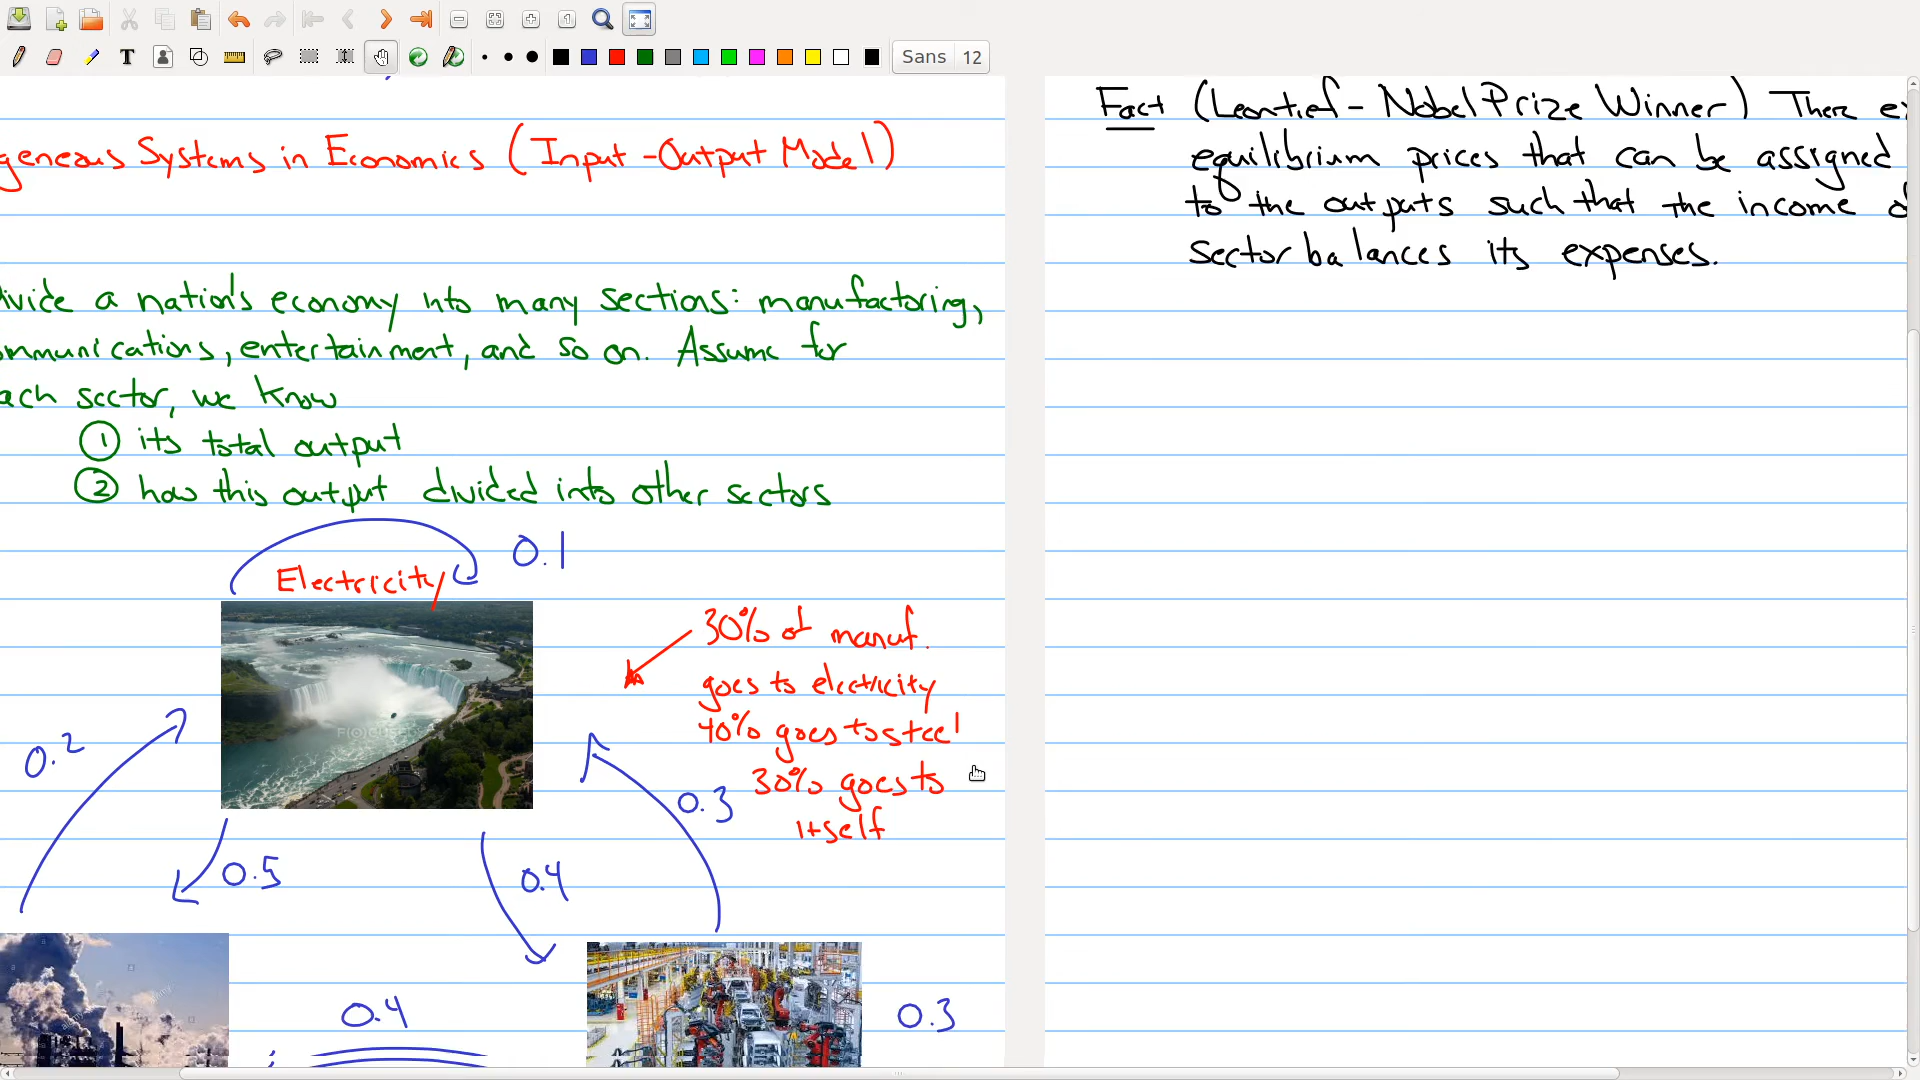 Sans 12
geneous Systems in Economics (Input-Output Model)
ivide a nation's economy into many sections: manufactoring,
mmunications, entertainment, and so on. Assume for
ach sector, we know
① its total output
② how this output divided into other sectors
0.1
Electricity
30% of manuf.
goes to electricity
40% goes to steel
30% goes to
itself
0.2
0.3
0.5
0.4
0.4
0.3
Fact (Leontief - Nobel Prize Winner) There ex
equilibrium prices that can be assigned
to the outputs such that the income o
sector balances its expenses.